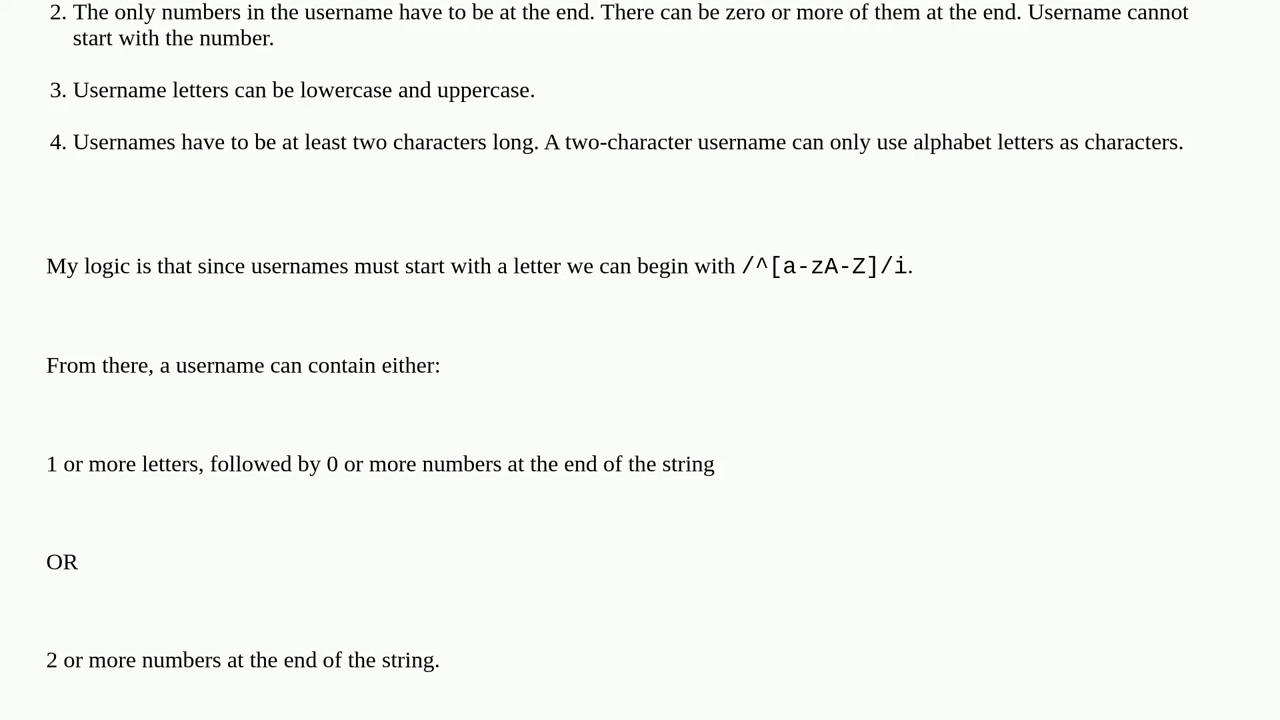 2. The only numbers in the username have to be at the end. There can be zero or more of them at the end. Username cannot
start with the number.
3. Username letters can be lowercase and uppercase.
4. Usernames have to be at least two characters long. A two-character username can only use alphabet letters as characters.
My logic is that since usernames must start with a letter we can begin with /^[a-zA-Z]/i.
From there, a username can contain either:
1 or more letters, followed by 0 or more numbers at the end of the string
OR
2 or more numbers at the end of the string.